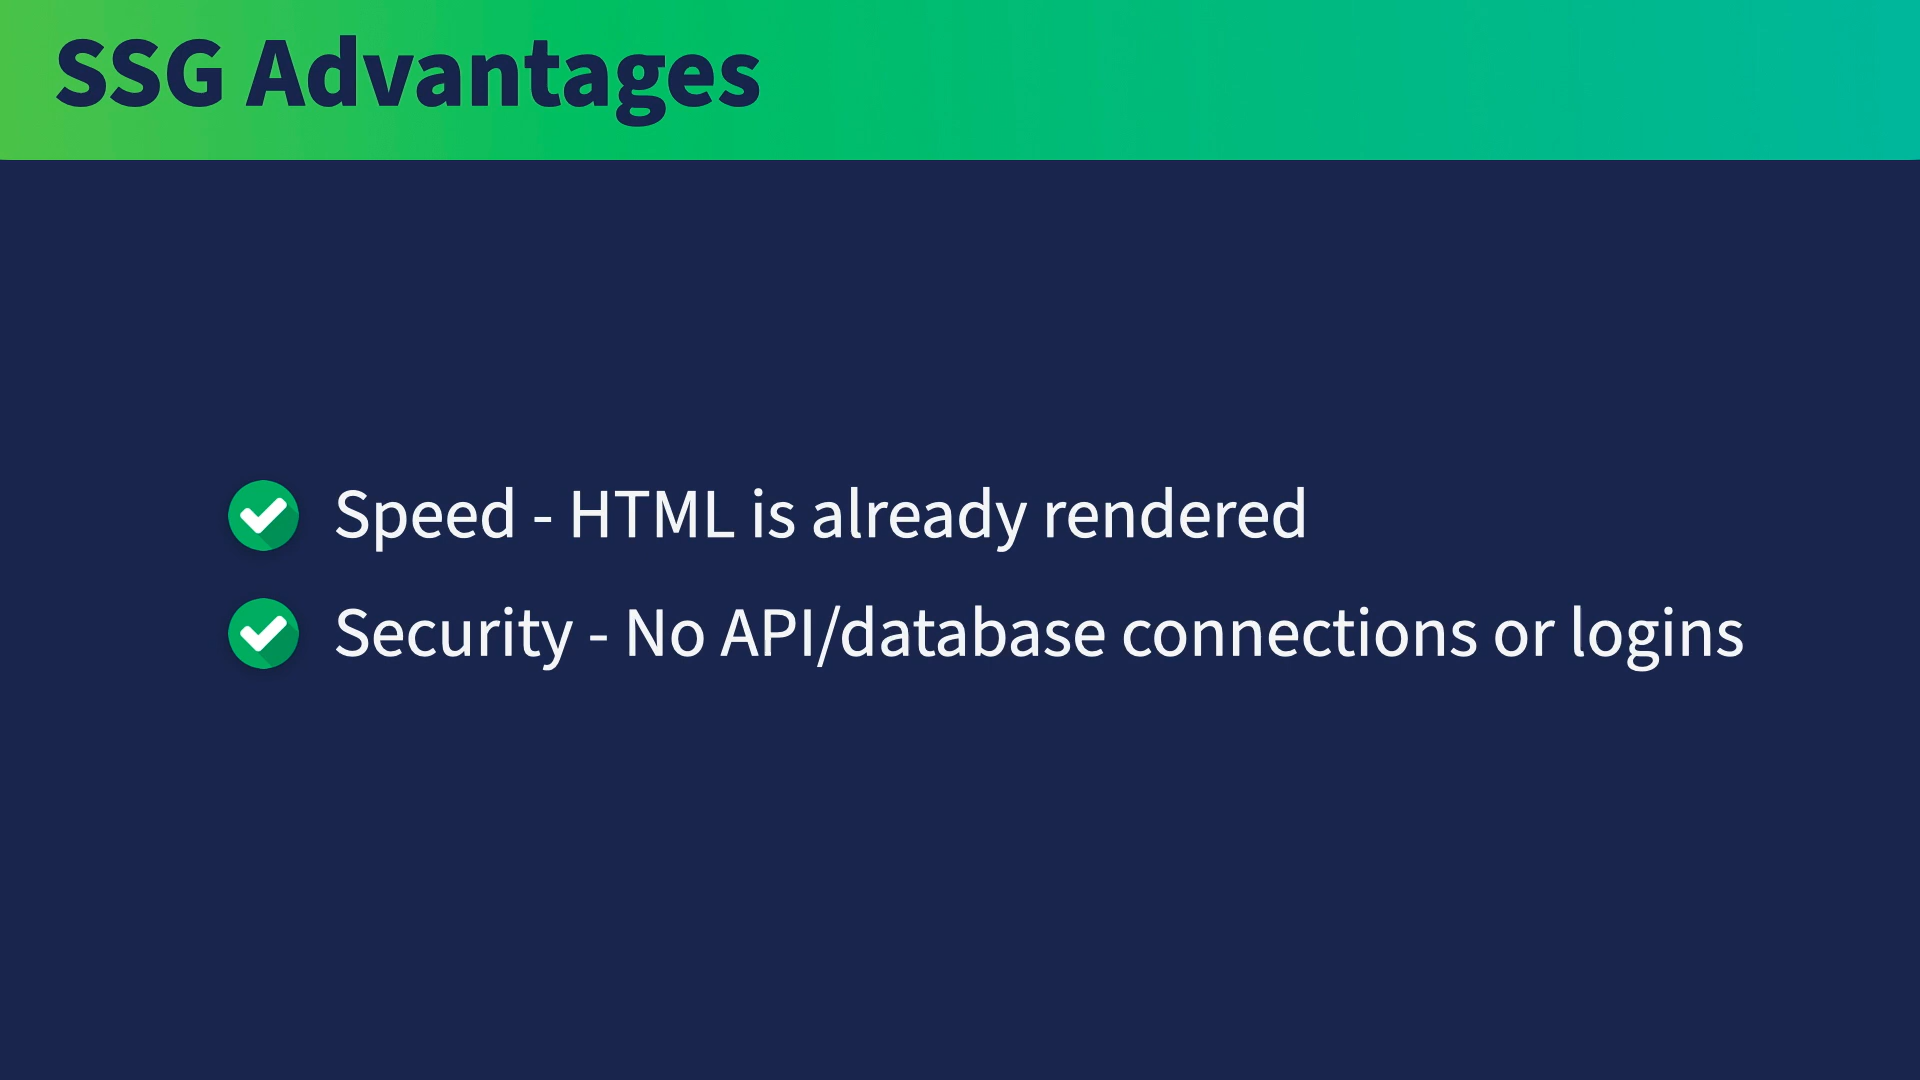 SSG Advantages
Speed - HTML is already rendered
Security - No API/database connections or logins